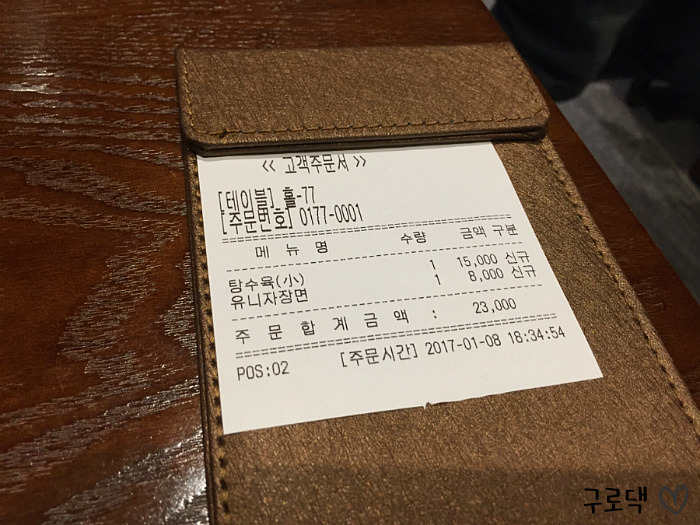 << 고객주문서 >>
[테이블] 홀-77
[주문번호] 0177-0001
메 뉴 명 수량 금액 구분
탕수육(小) 1 15,000 신규
유니자장면 1 8,000 신규
주 문 합 계 금 액 : 23,000
POS:02 [주문시간] 2017-01-08 18:34:54
구로댁